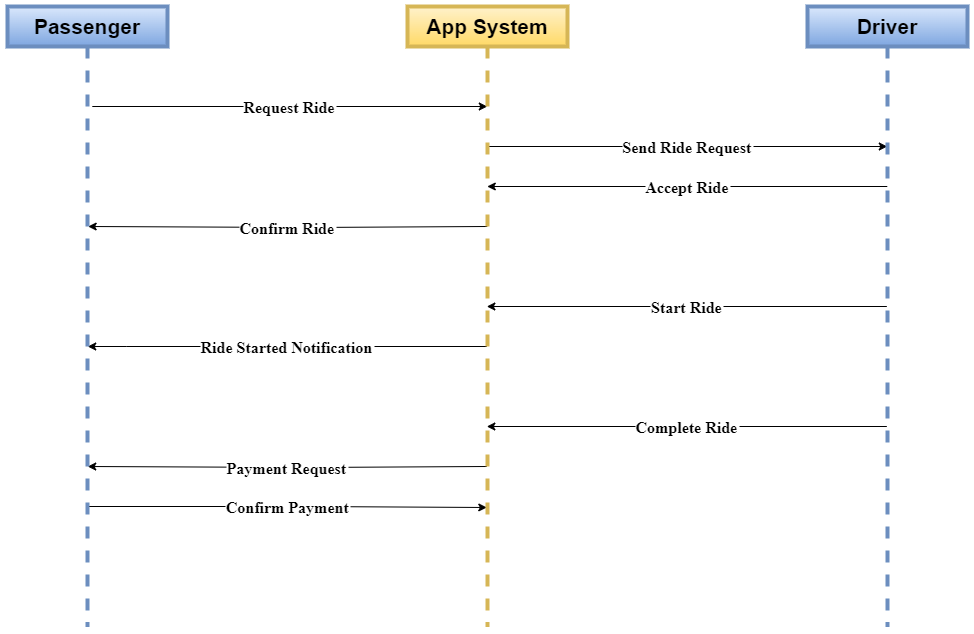 Passenger
App System
Driver
Request Ride
Send Ride Request
Accept Ride
Confirm Ride
Start Ride
Ride Started Notification
Complete Ride
Payment Request
Confirm Payment